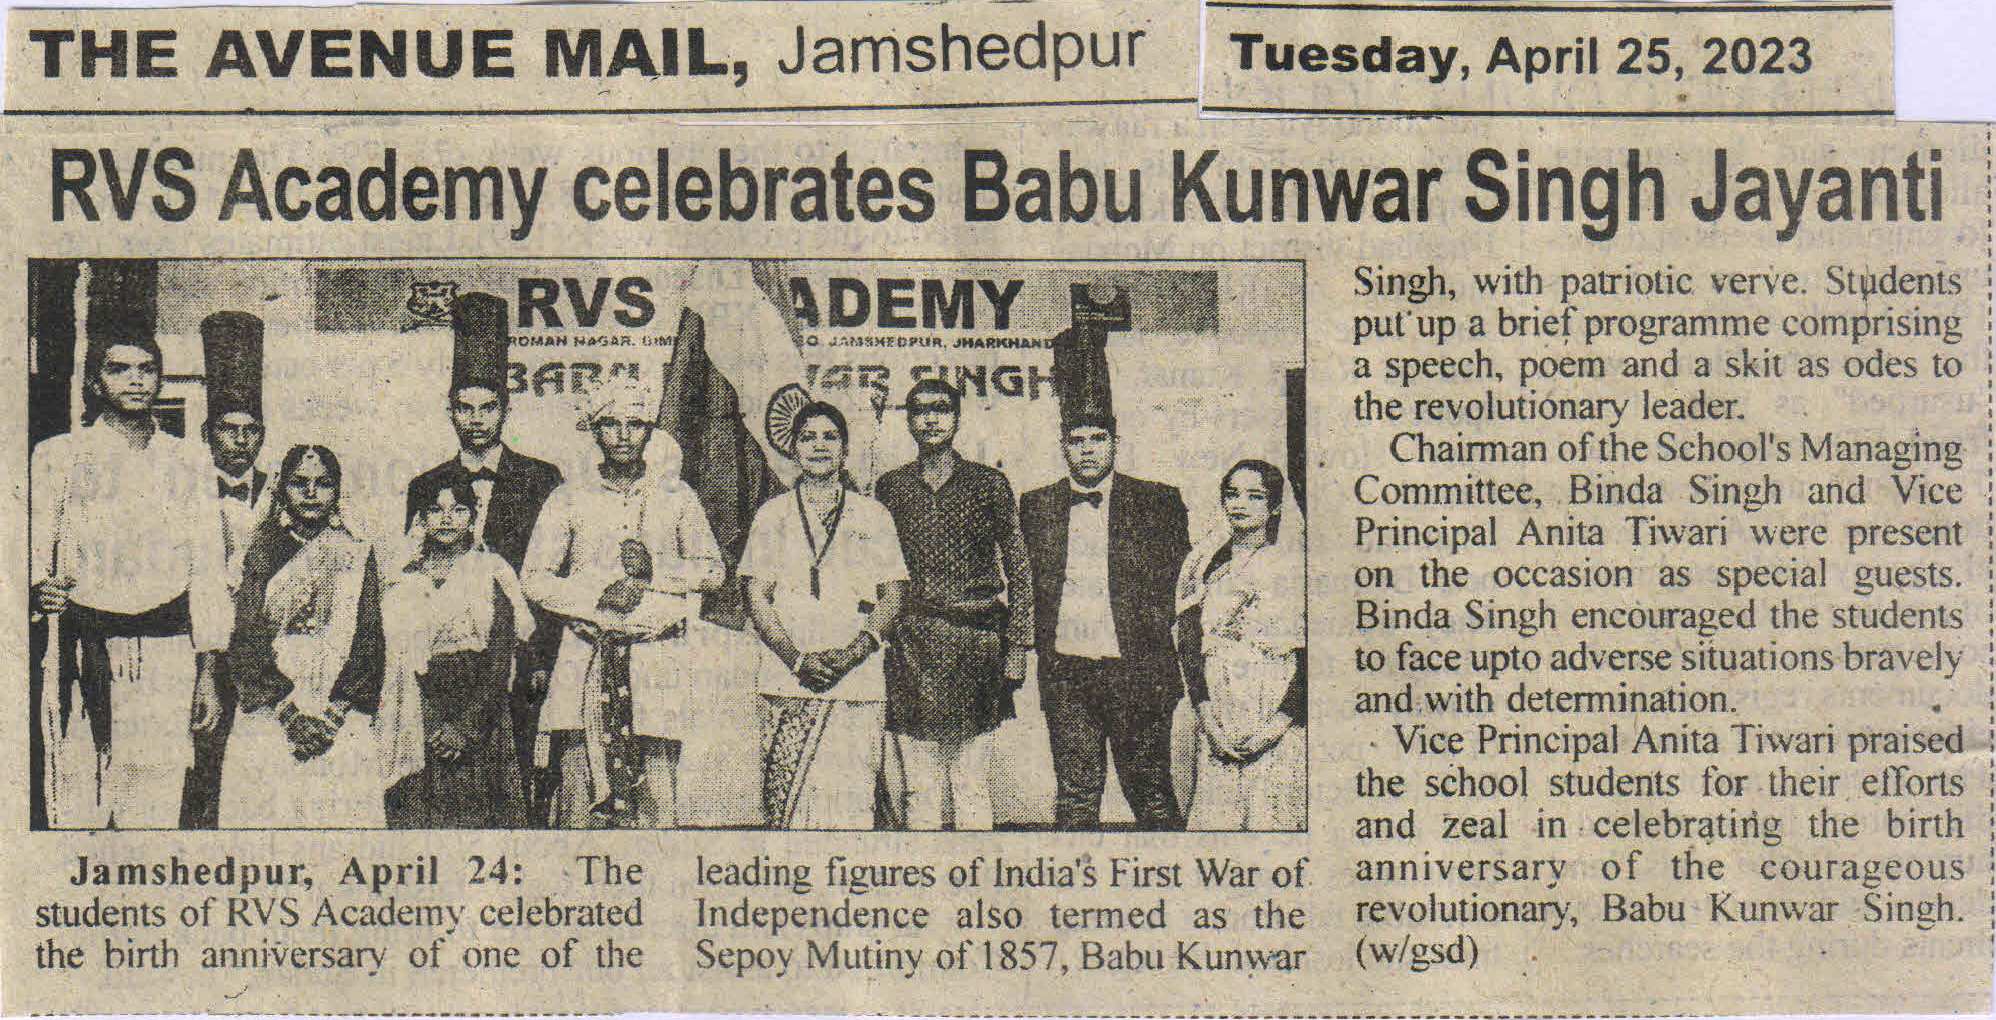 THE AVENUE MAIL, Jamshedpur
Tuesday, April 25, 2023
RVS Academy celebrates Babu Kunwar Singh Jayanti
RVS ADEMY
JAMSHEDPUR, JHARKHAND
SINGH
Jamshedpur, April 24: The
students of RVS Academy celebrated
the birth anniversary of one of the
leading figures of India's First War of
Independence also termed as the
Sepoy Mutiny of 1857, Babu Kunwar
Singh, with patriotic verve. Students
put up a brief programme comprising
a speech, poem and a skit as odes to
the revolutionary leader.
Chairman of the School's Managing
Committee, Binda Singh and Vice
Principal Anita Tiwari were present
on the occasion as special guests.
Binda Singh encouraged the students
to face upto adverse situations bravely
and with determination.
Vice Principal Anita Tiwari praised
the school students for their efforts
and zeal in celebrating the birth
anniversary of the courageous
revolutionary, Babu Kunwar Singh.
(w/gsd)